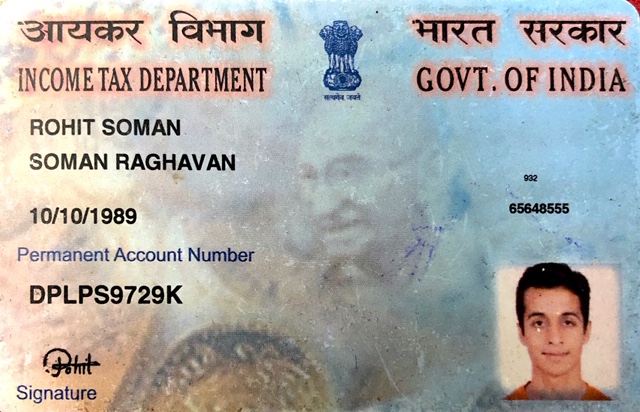 आयकर विभाग
भारत सरकार
INCOME TAX DEPARTMENT
GOVT. OF INDIA
सत्यमेव जयते
ROHIT SOMAN
SOMAN RAGHAVAN
932
10/10/1989
65648555
Permanent Account Number
DPLPS9729K
Rohit
Signature